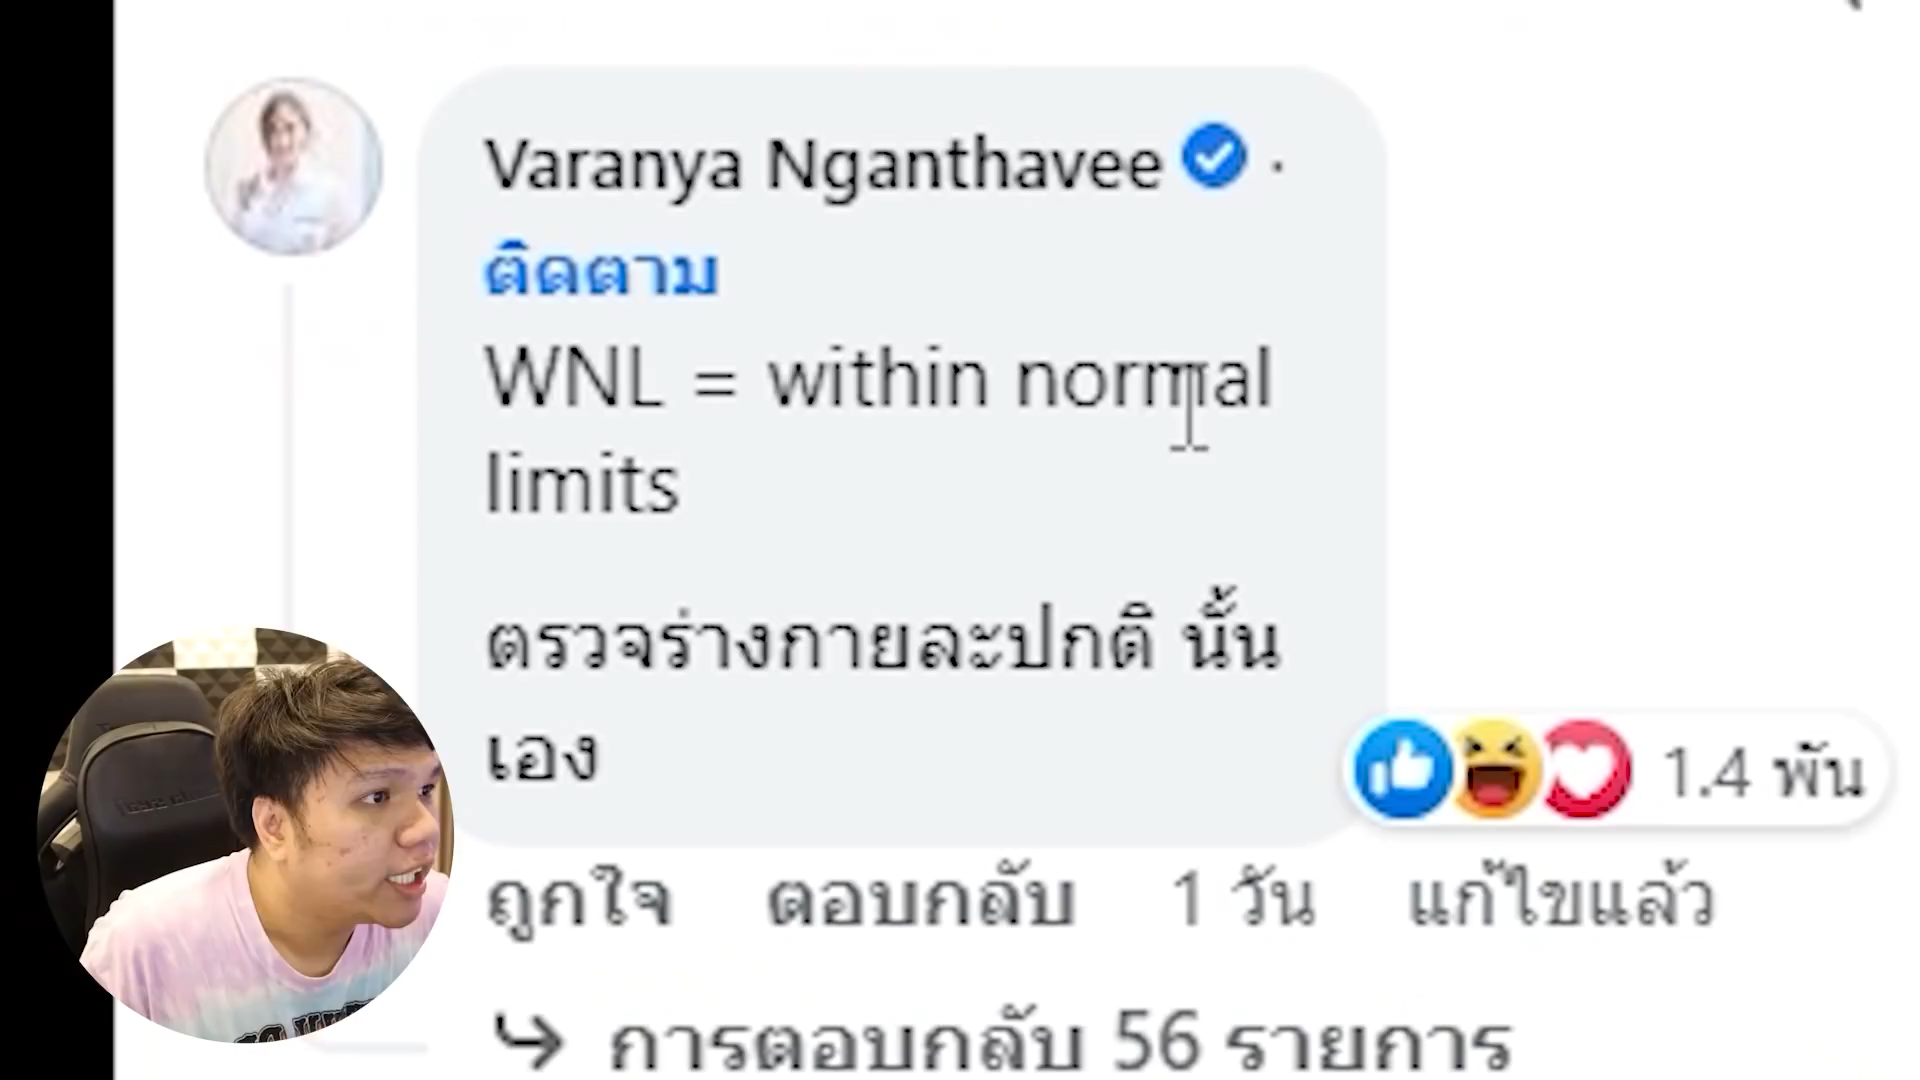 Varanya Nganthavee ·
ติดตาม
WNL = within normal
limits
ตรวจร่างกายละปกติ นั้น
เอง
1.4 พัน
ถูกใจ ตอบกลับ 1 วัน แก้ไขแล้ว
การตอบกลับ 56 รายการ